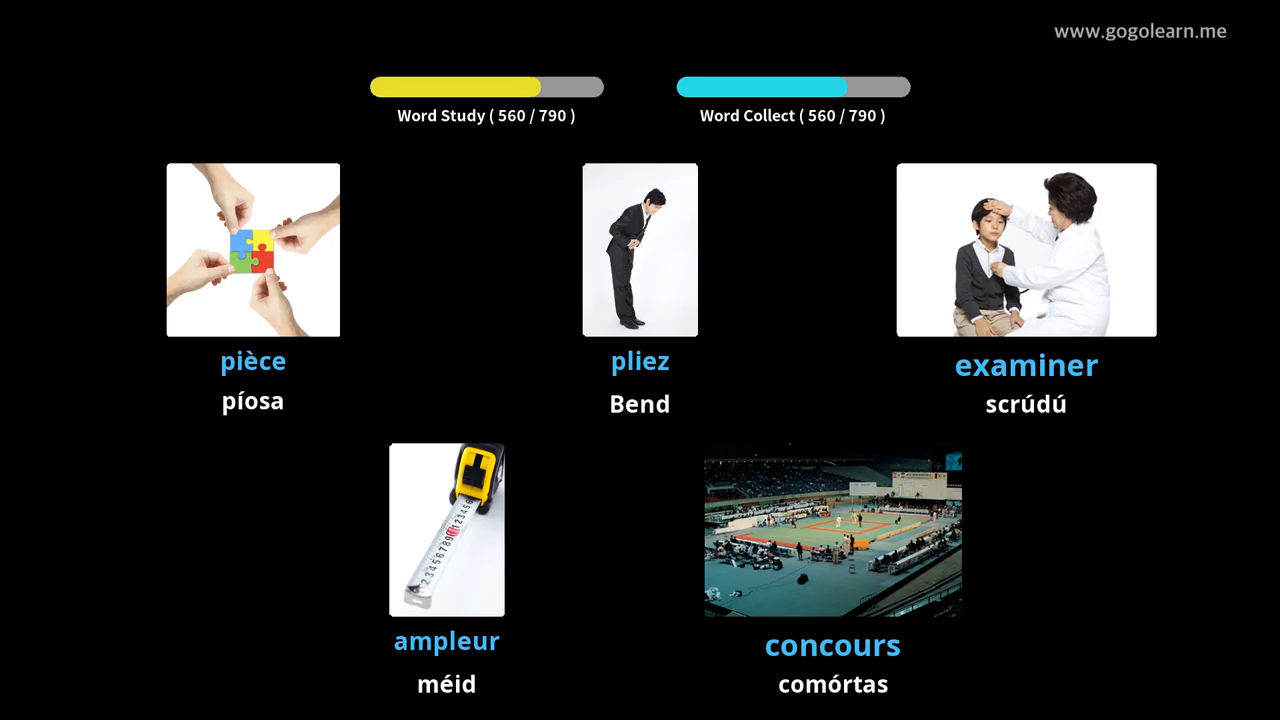 www.gogolearn.me
Word Study ( 560 / 790 )
Word Collect ( 560 / 790 )
pièce
píosa
pliez
Bend
examiner
scrúdú
ampleur
méid
concours
comórtas